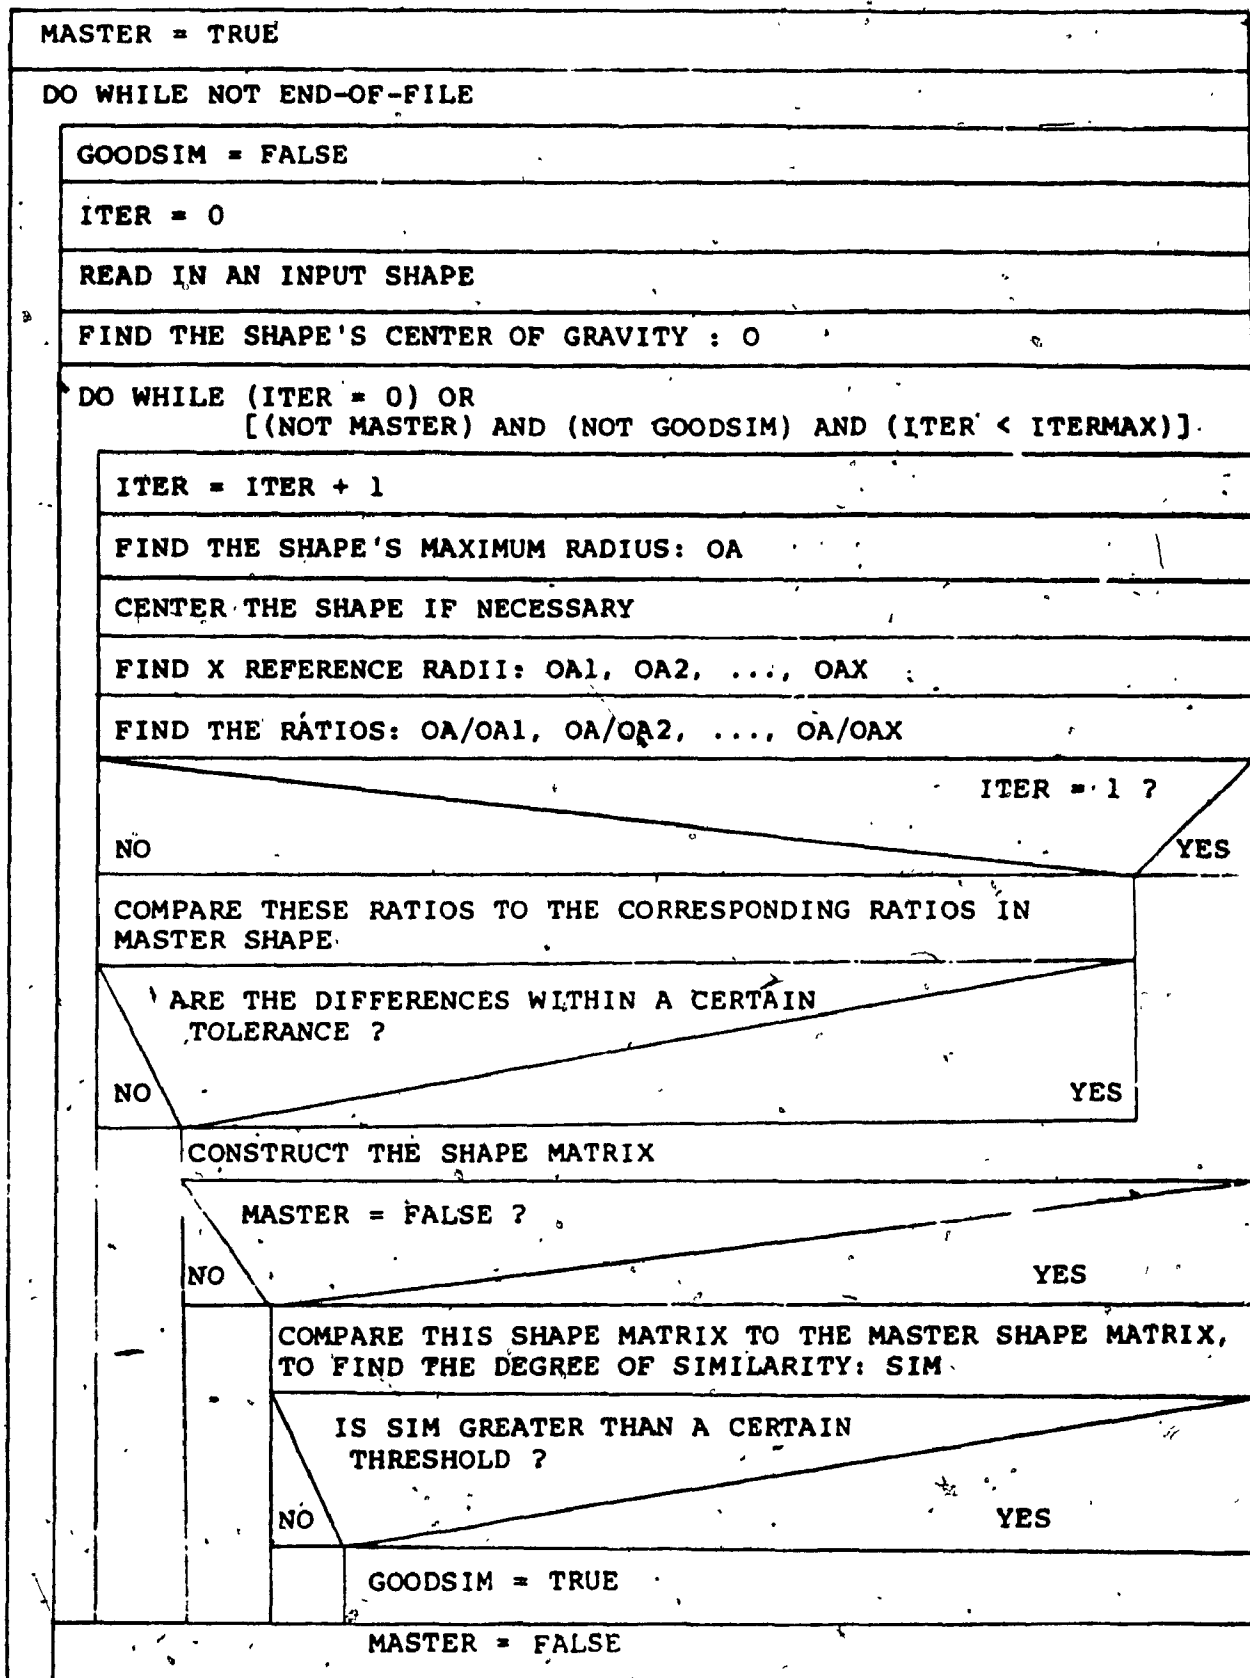 MASTER = TRUE
DO WHILE NOT END-OF-FILE
GOODSIM = FALSE
ITER = 0
READ IN AN INPUT SHAPE
FIND THE SHAPE'S CENTER OF GRAVITY : O
DO WHILE (ITER = 0) OR
[(NOT MASTER) AND (NOT GOODSIM) AND (ITER < ITERMAX)]
ITER = ITER + 1
FIND THE SHAPE'S MAXIMUM RADIUS: OA
CENTER THE SHAPE IF NECESSARY
FIND X REFERENCE RADII: OA1, OA2, ..., OAX
FIND THE RATIOS: OA/OA1, OA/OA2, ..., OA/OAX
ITER = 1 ?
NO YES
COMPARE THESE RATIOS TO THE CORRESPONDING RATIOS IN
MASTER SHAPE
ARE THE DIFFERENCES WITHIN A CERTAIN
TOLERANCE ?
NO YES
CONSTRUCT THE SHAPE MATRIX
MASTER = FALSE ?
NO YES
COMPARE THIS SHAPE MATRIX TO THE MASTER SHAPE MATRIX,
TO FIND THE DEGREE OF SIMILARITY: SIM
IS SIM GREATER THAN A CERTAIN
THRESHOLD ?
NO YES
GOODSIM = TRUE
MASTER = FALSE